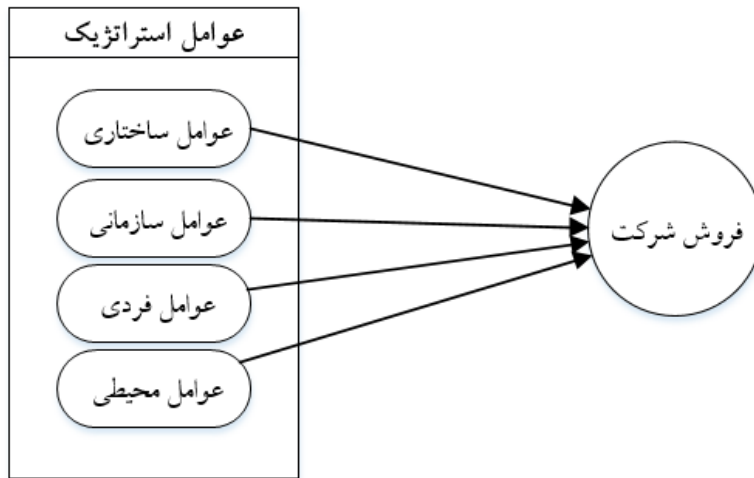 عوامل استراتژیک
عوامل ساختاری
عوامل سازمانی
عوامل فردی
عوامل محیطی
فروش شرکت